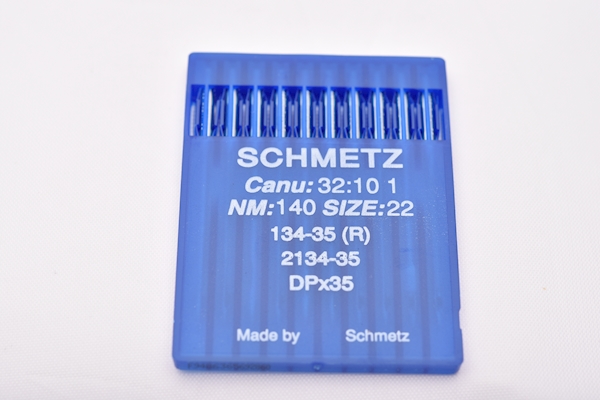 SCHMETZ
Canu: 32:10 1
NM:140 SIZE:22
134-35 (R)
2134-35
DPx35
Made by Schmetz